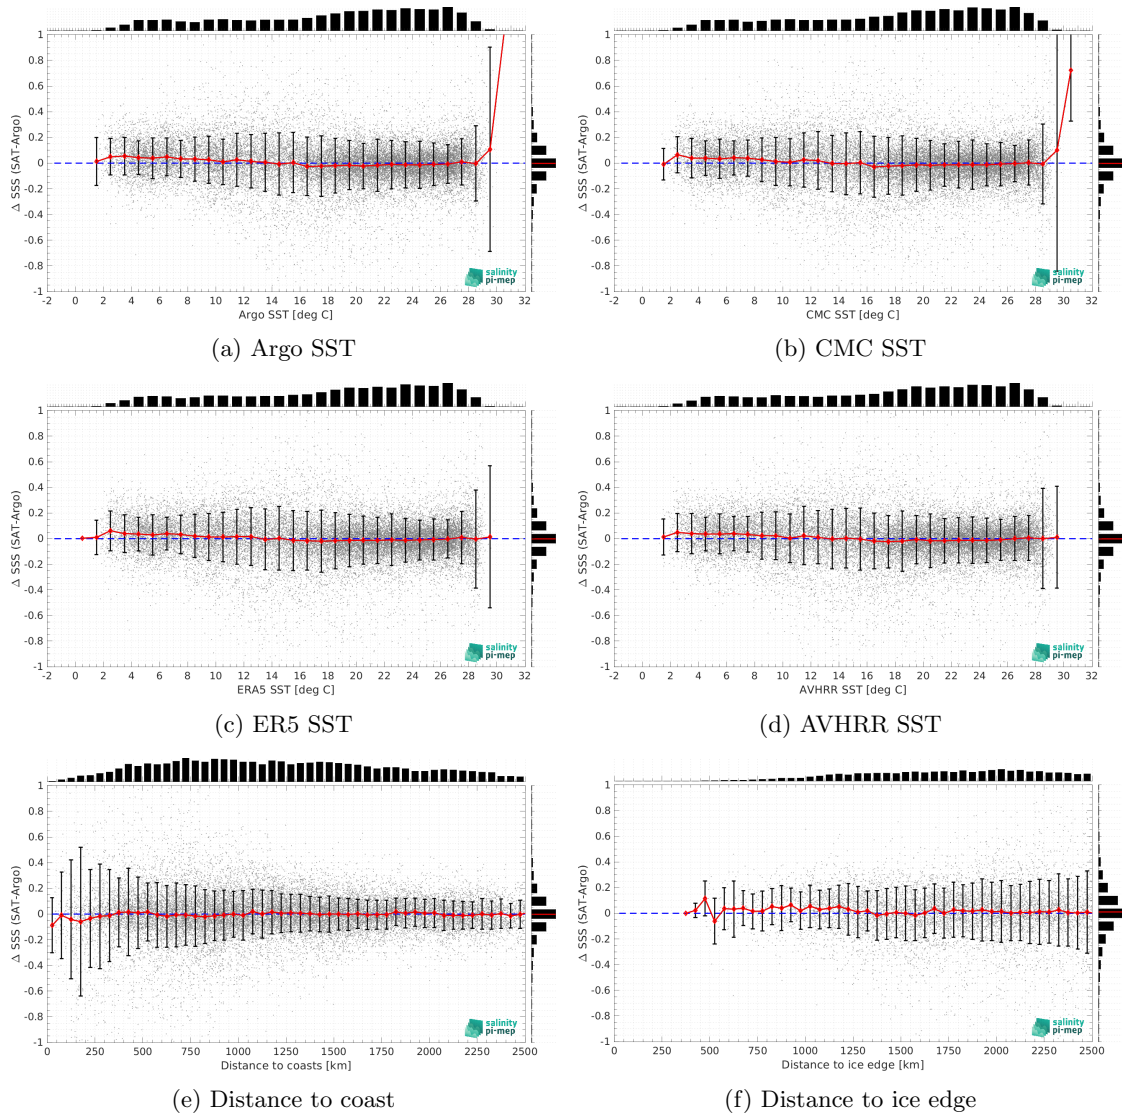 1
0.8
0.6
0.4
0.2
0
-0.2
-0.4
-0.6
-0.8
-1
Δ SSS (SAT-Argo)
-2 0 2 4 6 8 10 12 14 16 18 20 22 24 26 28 30 32
Argo SST [deg C]
salinity
pi-mep
(a) Argo SST
1
0.8
0.6
0.4
0.2
0
-0.2
-0.4
-0.6
-0.8
-1
Δ SSS (SAT-Argo)
-2 0 2 4 6 8 10 12 14 16 18 20 22 24 26 28 30 32
CMC SST [deg C]
salinity
pi-mep
(b) CMC SST
1
0.8
0.6
0.4
0.2
0
-0.2
-0.4
-0.6
-0.8
-1
Δ SSS (SAT-Argo)
-2 0 2 4 6 8 10 12 14 16 18 20 22 24 26 28 30 32
ERA5 SST [deg C]
salinity
pi-mep
(c) ER5 SST
1
0.8
0.6
0.4
0.2
0
-0.2
-0.4
-0.6
-0.8
-1
Δ SSS (SAT-Argo)
-2 0 2 4 6 8 10 12 14 16 18 20 22 24 26 28 30 32
AVHRR SST [deg C]
salinity
pi-mep
(d) AVHRR SST
1
0.8
0.6
0.4
0.2
0
-0.2
-0.4
-0.6
-0.8
-1
Δ SSS (SAT-Argo)
0 250 500 750 1000 1250 1500 1750 2000 2250 2500
Distance to coasts [km]
salinity
pi-mep
(e) Distance to coast
1
0.8
0.6
0.4
0.2
0
-0.2
-0.4
-0.6
-0.8
-1
Δ SSS (SAT-Argo)
0 250 500 750 1000 1250 1500 1750 2000 2250 2500
Distance to ice edge [km]
salinity
pi-mep
(f) Distance to ice edge